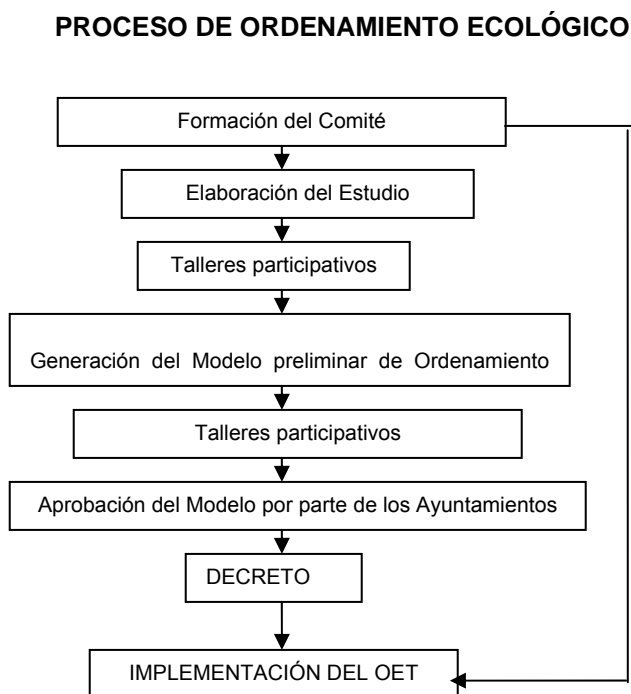 PROCESO DE ORDENAMIENTO ECOLÓGICO
Formación del Comité
Elaboración del Estudio
Talleres participativos
Generación del Modelo preliminar de Ordenamiento
Talleres participativos
Aprobación del Modelo por parte de los Ayuntamientos
DECRETO
IMPLEMENTACIÓN DEL OET